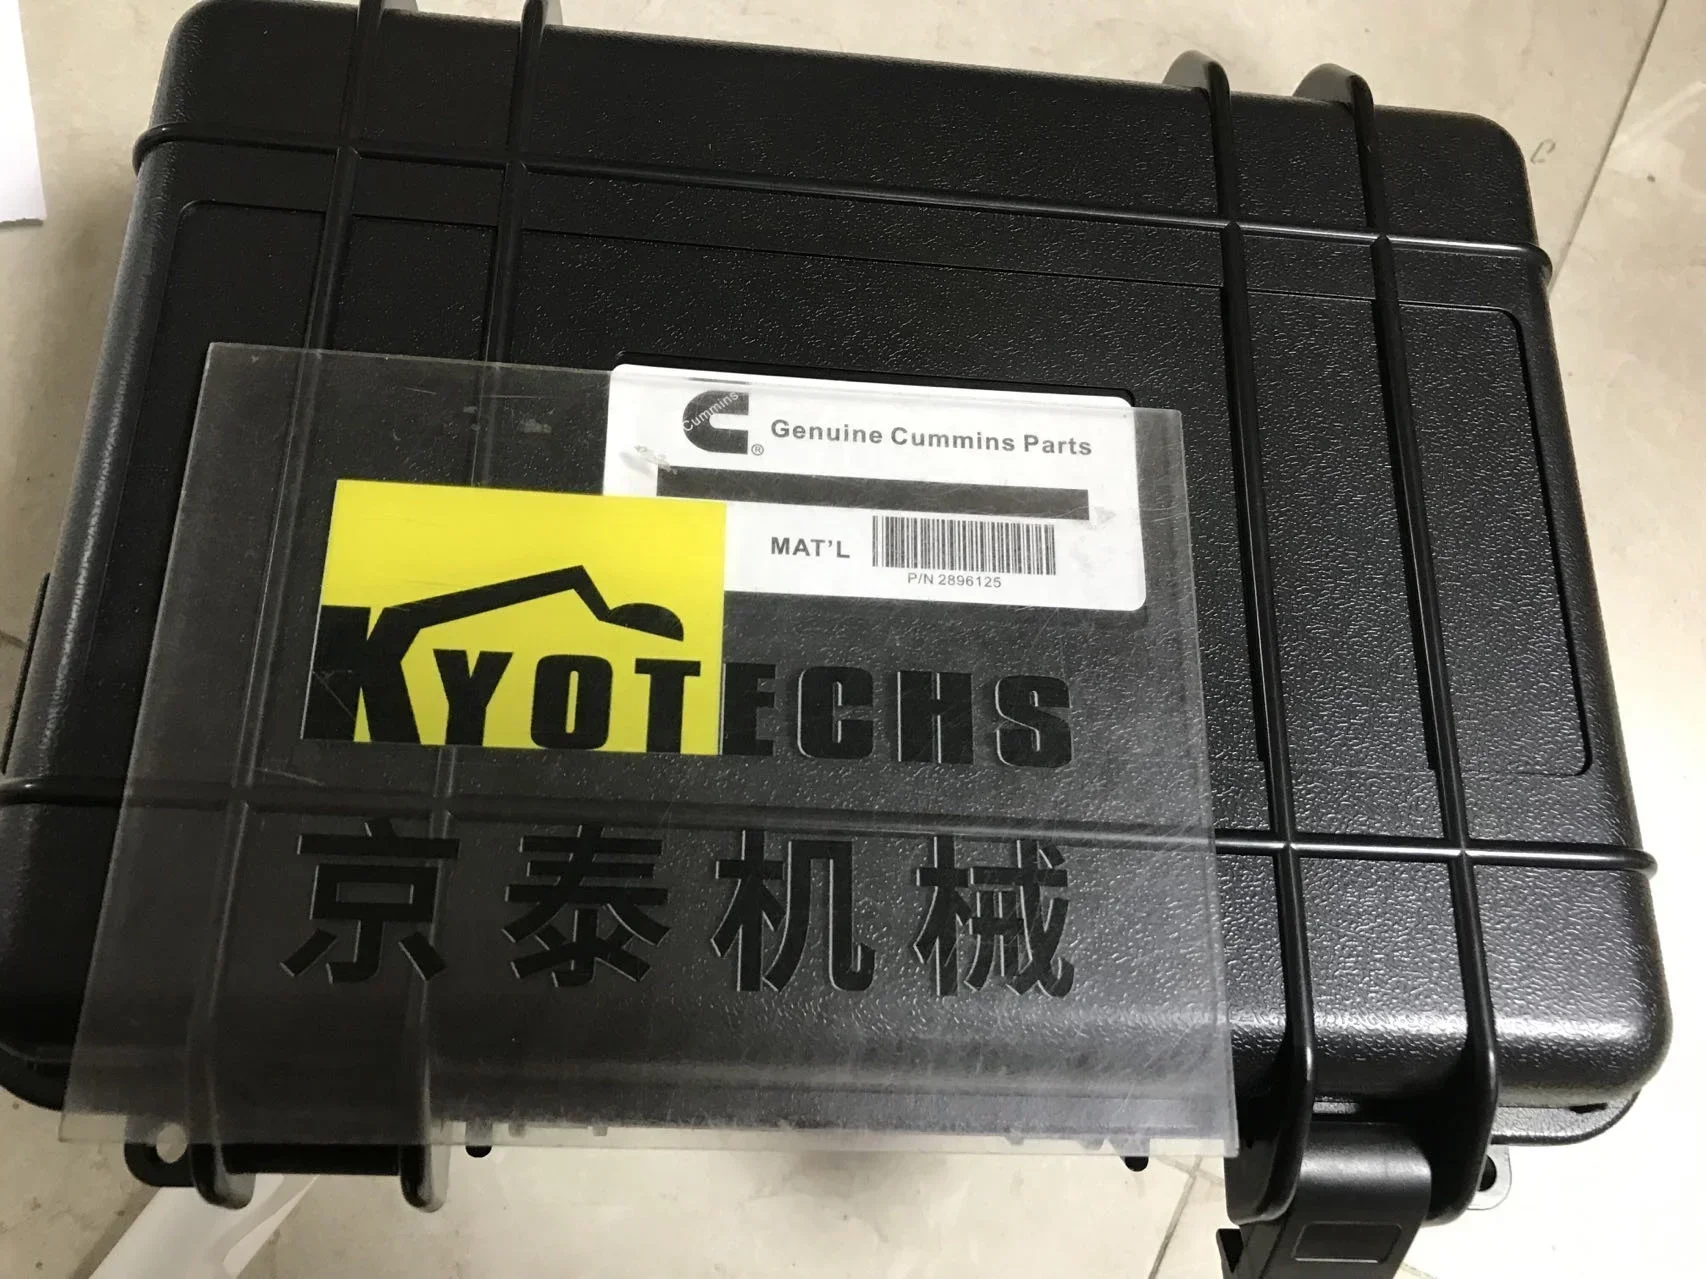 Cummins
®
Genuine Cummins Parts
MAT'L
P/N 2896125
KYOTECHS
京泰机械